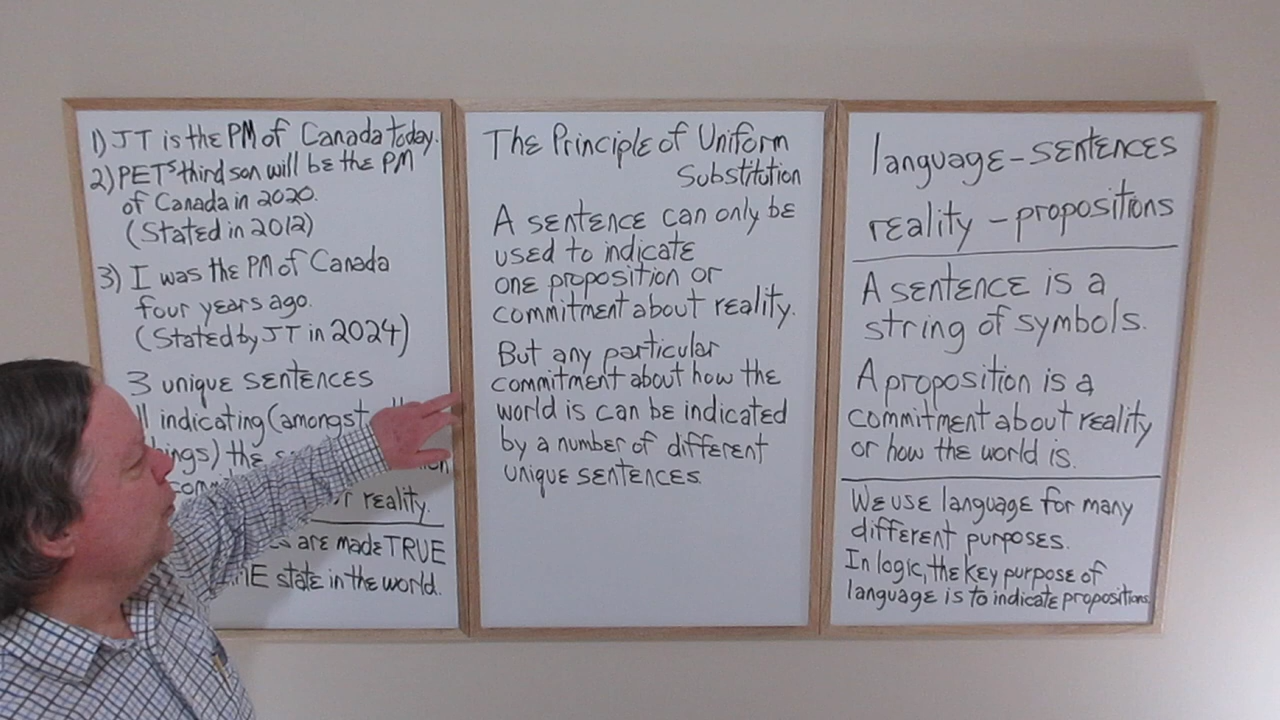 1) JT is the PM of Canada today.
2) PET's third son will be the PM
of Canada in 2020.
(Stated in 2012)
3) I was the PM of Canada
four years ago.
(Stated by JT in 2024)
3 unique sentences
indicating (amongst
the
reality.
are made TRUE
state in the world.
The Principle of Uniform
Substitution
A sentence can only be
used to indicate
one proposition or
commitment about reality.
But any particular
commitment about how the
world is can be indicated
by a number of different
unique sentences.
language - sentences
reality - propositions
A sentence is a
string of symbols.
A proposition is a
commitment about reality
or how the world is.
We use language for many
different purposes.
In logic, the key purpose of
language is to indicate propositions.